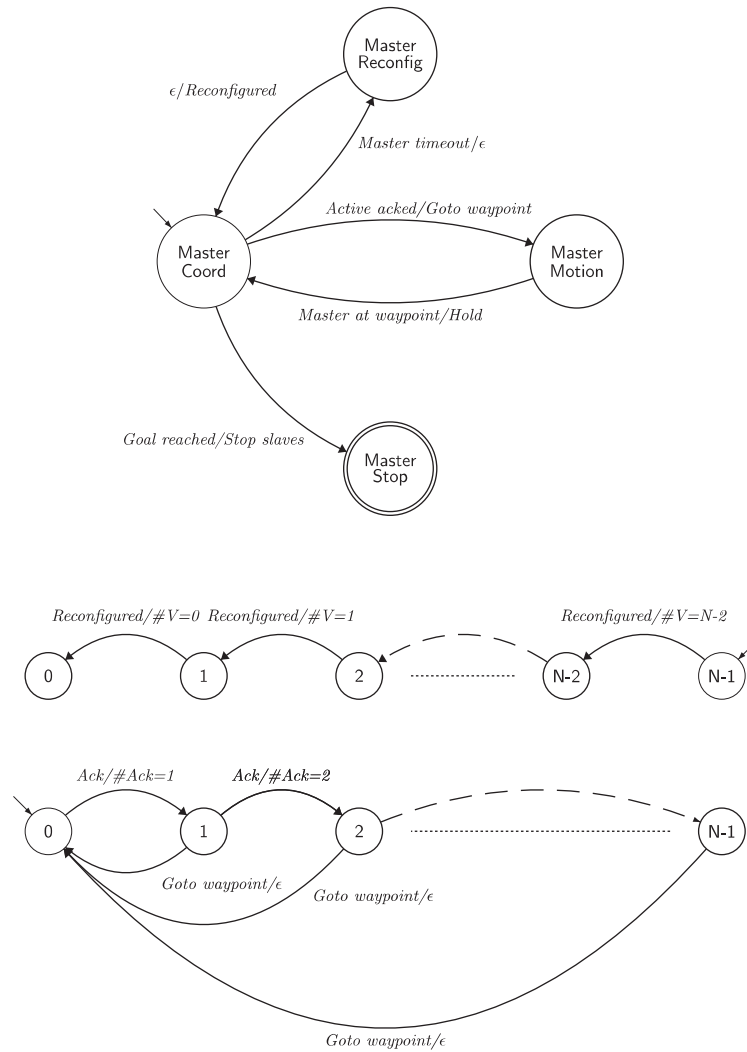 Master
Reconfig
ϵ/Reconfigured
Master timeout/ϵ
Active acked/Goto waypoint
Master
Coord
Master
Motion
Master at waypoint/Hold
Goal reached/Stop slaves
Master
Stop
Reconfigured/#V=0 Reconfigured/#V=1 Reconfigured/#V=N-2
0 1 2 N-2 N-1
Ack/#Ack=1 Ack/#Ack=2
0 1 2 N-1
Goto waypoint/ϵ
Goto waypoint/ϵ
Goto waypoint/ϵ